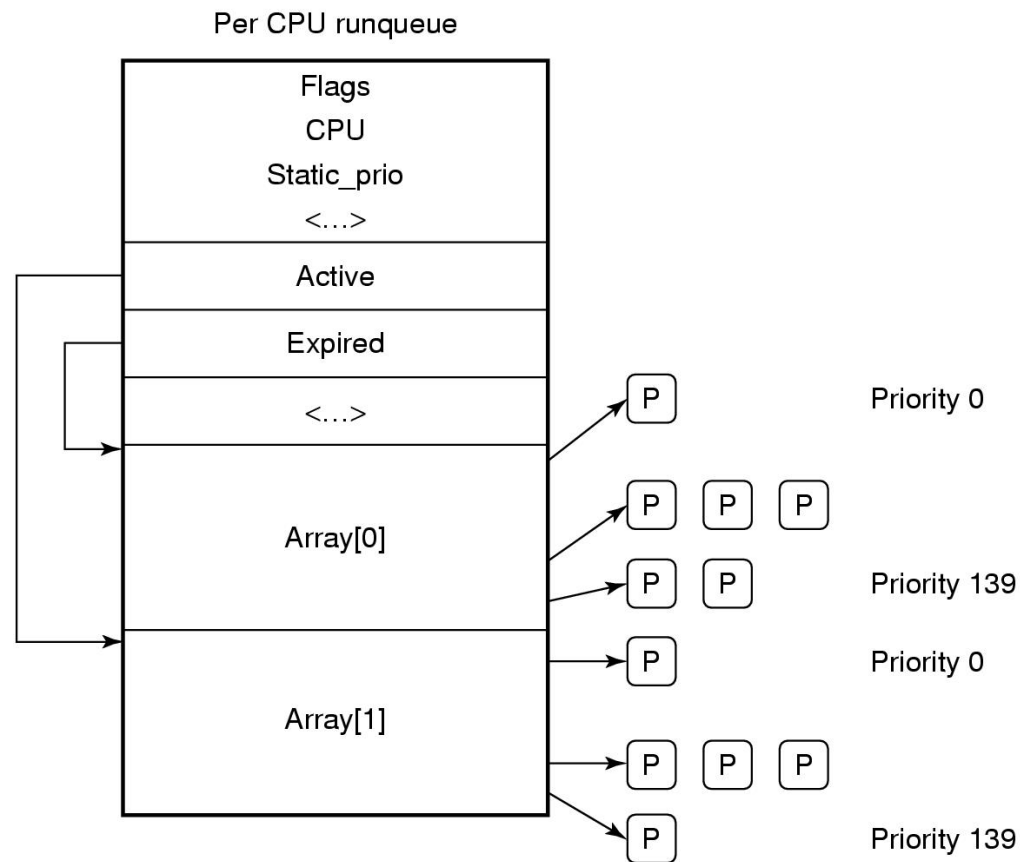 Per CPU runqueue
Flags
CPU
Static_prio
<...>
Active
Expired
<...>
P Priority 0
Array[0]
P P P
P P Priority 139
P Priority 0
Array[1]
P P P
P Priority 139